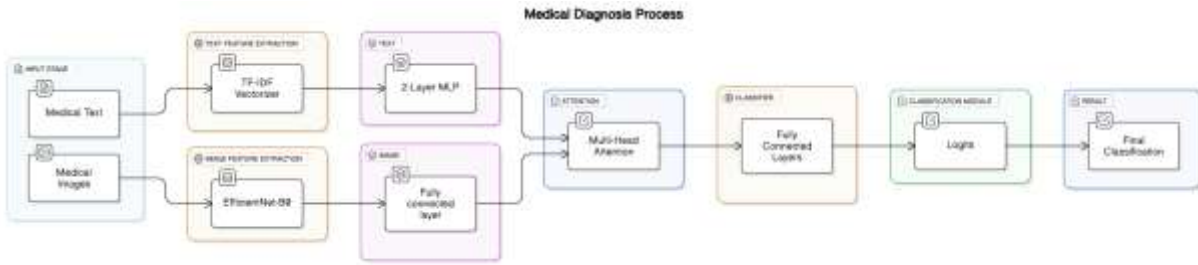 Medical Diagnosis Process
INPUT STAGE
Medical Text
Medical
Images
TEXT FEATURE EXTRACTION
TF-IDF
Vectorizer
IMAGE FEATURE EXTRACTION
EfficientNet-B0
TEXT
2-Layer MLP
IMAGE
Fully
connected
layer
ATTENTION
Multi-Head
Attention
CLASSIFIER
Fully
Connected
Layers
CLASSIFICATION MODULE
Logits
RESULT
Final
Classification